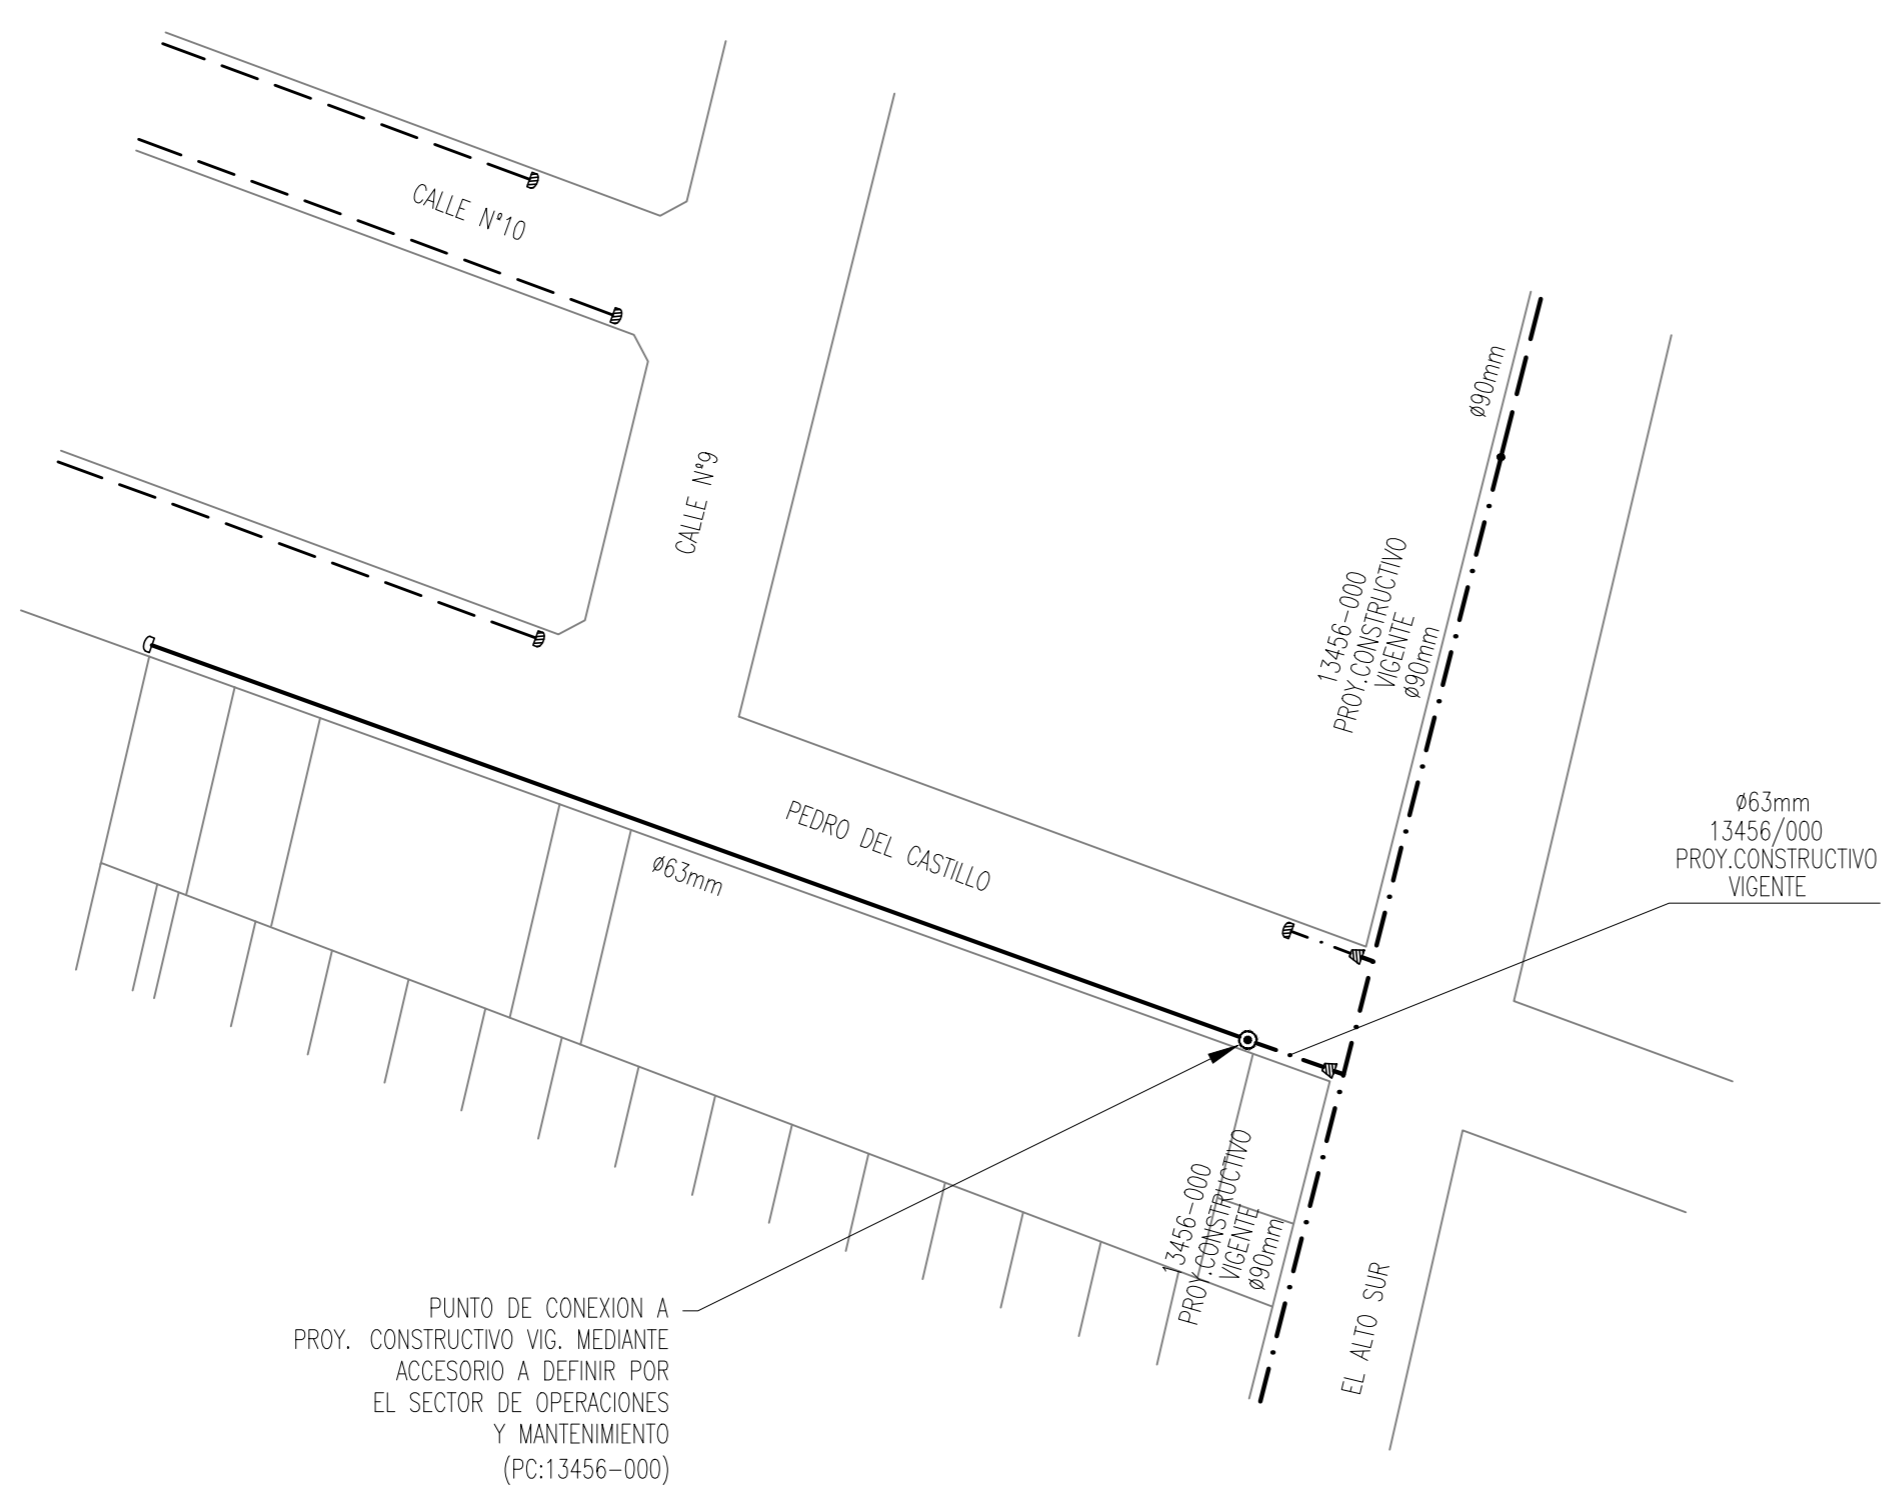 CALLE N°10
CALLE N°9
ø90mm
13456-000
PROY.CONSTRUCTIVO
VIGENTE
ø90mm
ø63mm
13456/000
PROY.CONSTRUCTIVO
VIGENTE
PEDRO DEL CASTILLO
ø63mm
13456-000
PROY.CONSTRUCTIVO
VIGENTE
ø90mm
EL ALTO SUR
PUNTO DE CONEXION A
PROY. CONSTRUCTIVO VIG. MEDIANTE
ACCESORIO A DEFINIR POR
EL SECTOR DE OPERACIONES
Y MANTENIMIENTO
(PC:13456-000)